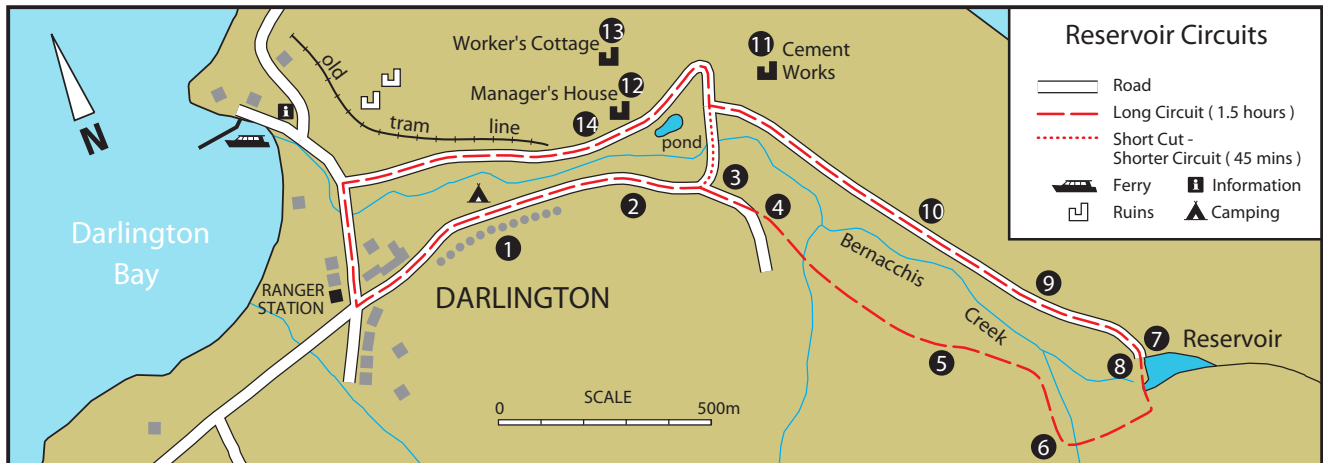 13
Worker's Cottage
11
Cement
Works
12
Manager's House
old
tram
line
14
pond
i
N
Darlington
Bay
3
2
4
1
10
RANGER
STATION
DARLINGTON
Bernacchis
Creek
9
7
Reservoir
8
5
6
SCALE
0
500m
Reservoir Circuits
Road
Long Circuit ( 1.5 hours )
Short Cut -
Shorter Circuit ( 45 mins )
Ferry
i Information
Ruins
Camping